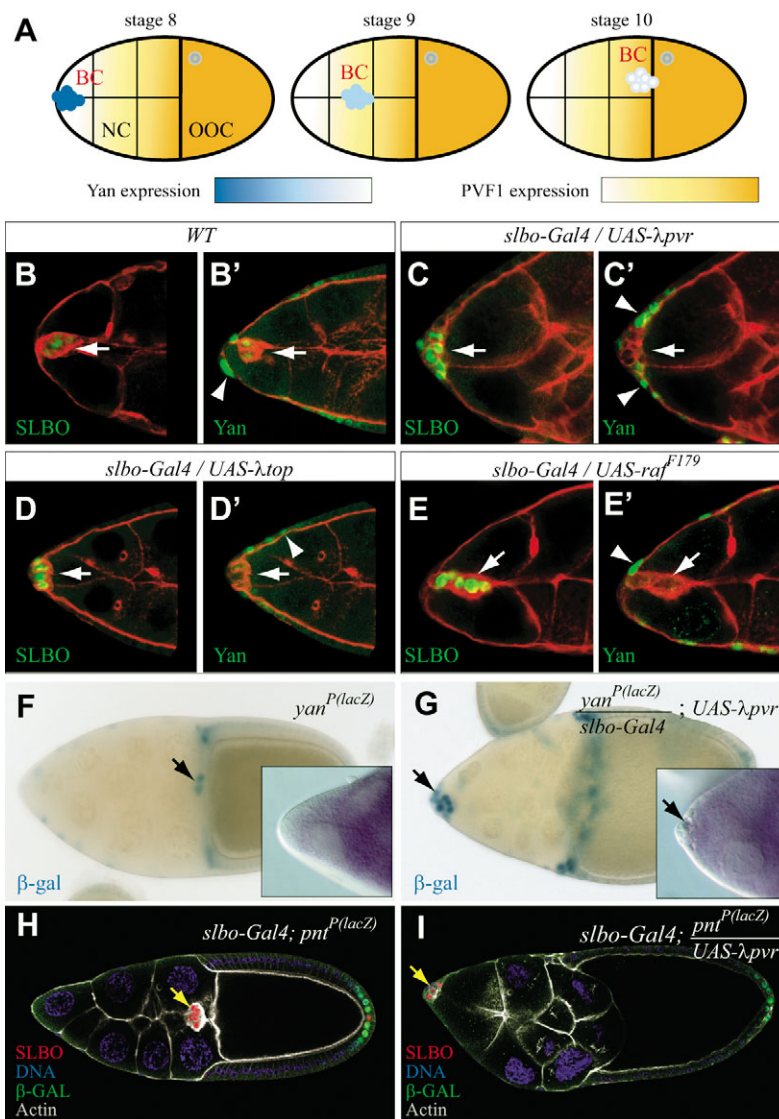 A
stage 8
stage 9
stage 10
BC
BC
BC
NC
OOC
Yan expression
PVF1 expression
WT
slbo-Gal4 / UAS-λpvr
B
B'
C
C'
SLBO
Yan
SLBO
Yan
slbo-Gal4 / UAS-λtop
slbo-Gal4 / UAS-raf^F179
D
D'
E
E'
SLBO
Yan
SLBO
Yan
F
yan^P(lacZ)
β-gal
G
yan^P(lacZ)
slbo-Gal4
; UAS-λpvr
β-gal
H
slbo-Gal4; pnt^P(lacZ)
SLBO
DNA
β-GAL
Actin
I
slbo-Gal4;
pnt^P(lacZ)
UAS-λpvr
SLBO
DNA
β-GAL
Actin